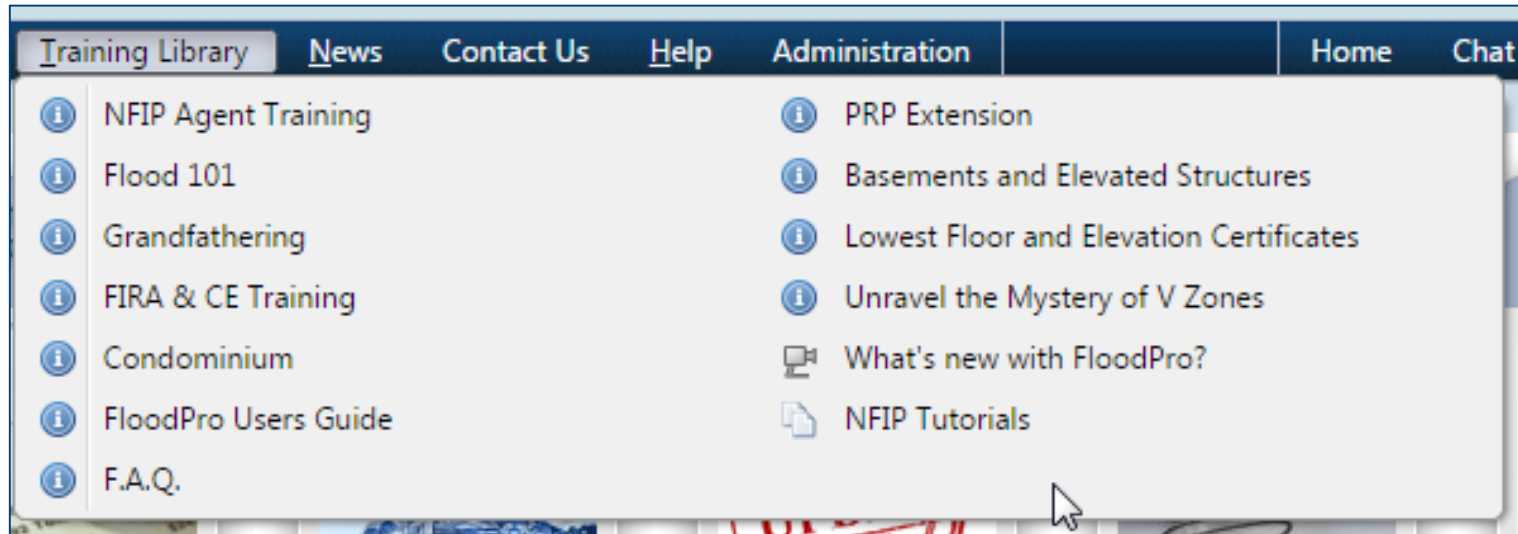 Training Library News Contact Us Help Administration Home Chat
NFIP Agent Training
Flood 101
Grandfathering
FIRA & CE Training
Condominium
FloodPro Users Guide
F.A.Q.
PRP Extension
Basements and Elevated Structures
Lowest Floor and Elevation Certificates
Unravel the Mystery of V Zones
What's new with FloodPro?
NFIP Tutorials